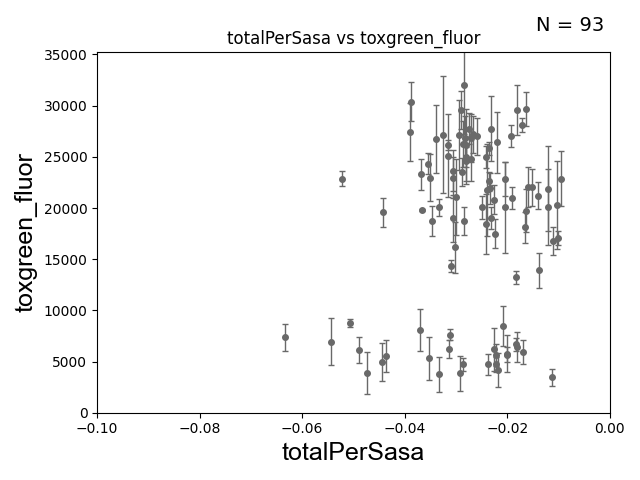 N = 93
totalPerSasa vs toxgreen_fluor
toxgreen_fluor
35000
30000
25000
20000
15000
10000
5000
0
−0.10 −0.08 −0.06 −0.04 −0.02 0.00
totalPerSasa